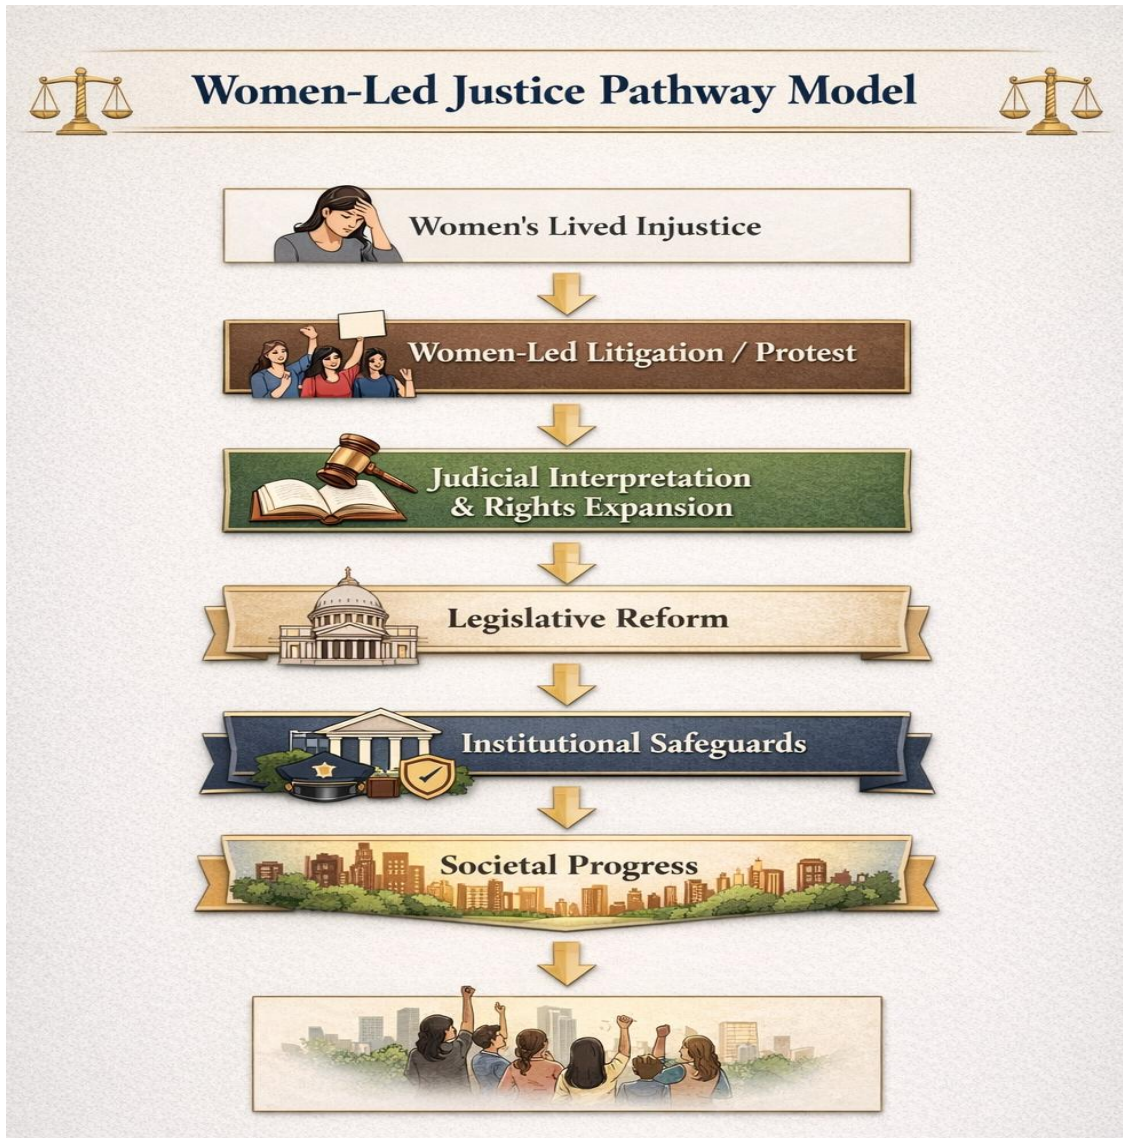 Women-Led Justice Pathway Model
Women's Lived Injustice
Women-Led Litigation / Protest
Judicial Interpretation
& Rights Expansion
Legislative Reform
Institutional Safeguards
Societal Progress